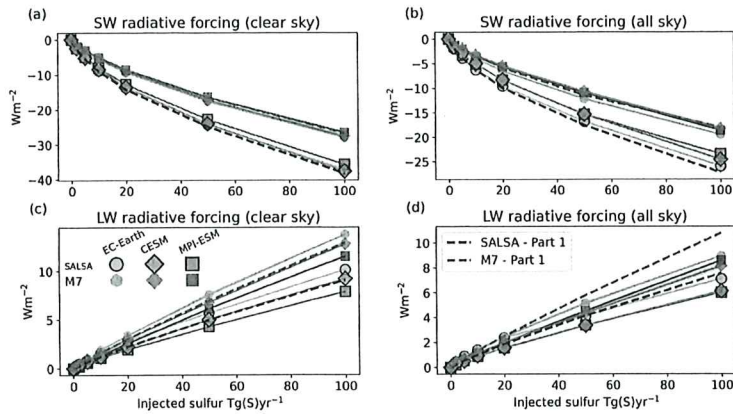 SW radiative forcing (clear sky)
SW radiative forcing (all sky)
(a)
(b)
0
−10
−20
−30
−40
Wm−2
0
−5
−10
−15
−20
−25
Wm−2
0 20 40 60 80 100
0 20 40 60 80 100
LW radiative forcing (clear sky)
LW radiative forcing (all sky)
(c)
(d)
EC-Earth
CESM
MPI-ESM
SALSA
M7
SALSA - Part 1
M7 - Part 1
10
5
0
Wm−2
10
8
6
4
2
0
Wm−2
0 20 40 60 80 100
0 20 40 60 80 100
Injected sulfur Tg(S)yr−1
Injected sulfur Tg(S)yr−1